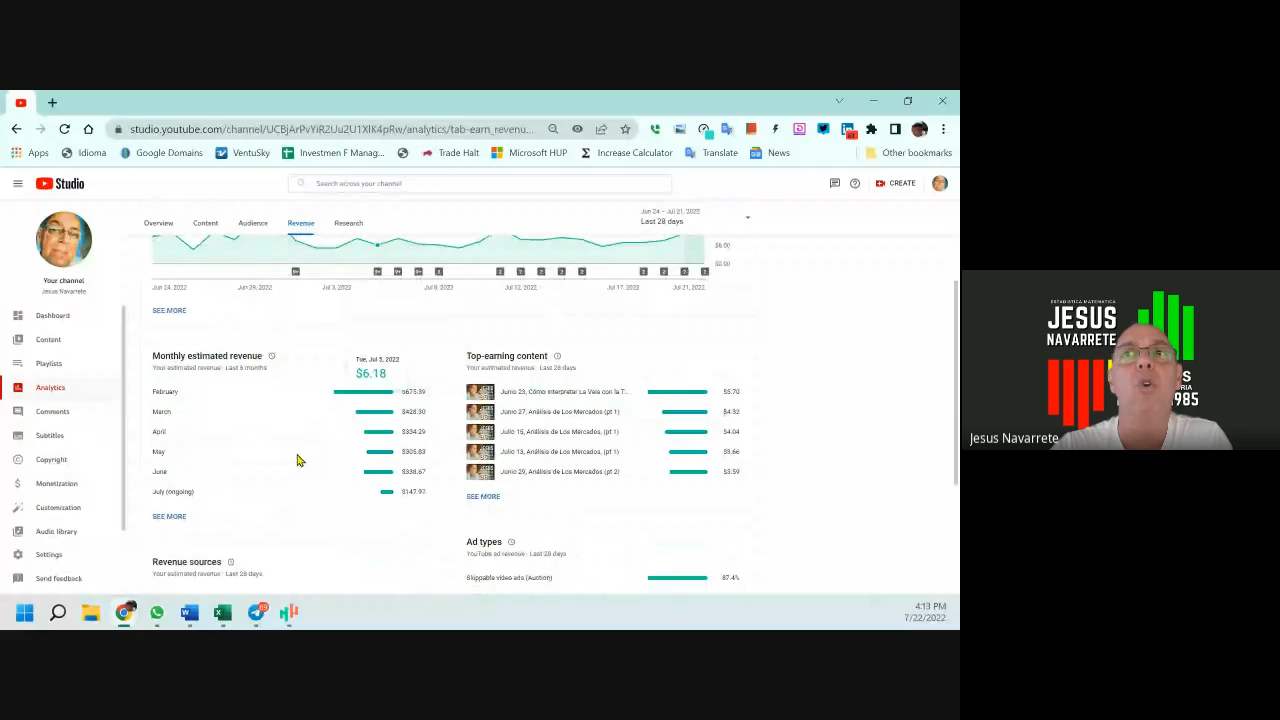 studio.youtube.com/channel/UCBjArPvYiR2Uu2U1XlK4pRw/analytics/tab-earn_revenu...
Apps
Idioma
Google Domains
VentuSky
Investmen F Manag...
Trade Halt
Microsoft HUP
Increase Calculator
Translate
News
Other bookmarks
Studio
Search across your channel
CREATE
Your channel
Jesus Navarrete
Dashboard
Content
Playlists
Analytics
Comments
Subtitles
Copyright
Monetization
Customization
Audio library
Settings
Send feedback
Overview
Content
Audience
Revenue
Research
Jun 24 – Jul 21, 2022
Last 28 days
$6.00
$0.00
Jun 24, 2022
Jun 29, 2022
Jul 3, 2022
Jul 8, 2022
Jul 12, 2022
Jul 17, 2022
Jul 21, 2022
SEE MORE
Monthly estimated revenue
Your estimated revenue · Last 6 months
Tue, Jul 5, 2022
$6.18
February $675.39
March $428.30
April $334.29
May $305.83
June $338.67
July (ongoing) $147.97
SEE MORE
Revenue sources
Your estimated revenue · Last 28 days
Top-earning content
Your estimated revenue · Last 28 days
Junio 23, Cómo Interpretar La Vela con la T... $5.70
Junio 27, Análisis de Los Mercados (pt 1) $4.32
Julio 15, Análisis de Los Mercados, (pt 1) $4.04
Julio 13, Análisis de Los Mercados, (pt 1) $3.66
Junio 29, Análisis de Los Mercados (pt 2) $3.59
SEE MORE
Ad types
YouTube ad revenue · Last 28 days
Skippable video ads (Auction) 87.4%
4:13 PM
7/22/2022
ESTADISTICA MATEMATICA
JESUS
NAVARRETE
985
Jesus Navarrete